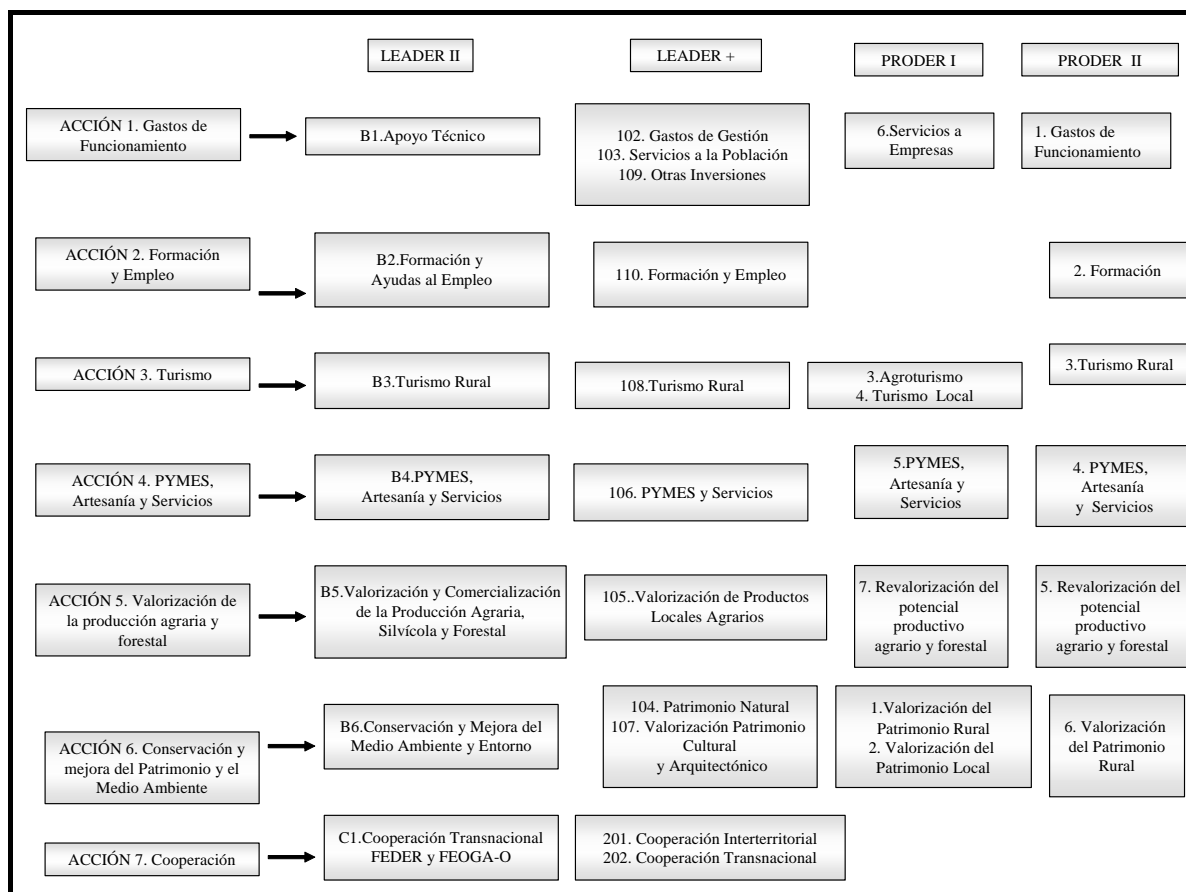 LEADER II
LEADER +
PRODER I
PRODER II
ACCIÓN 1. Gastos de
Funcionamiento
B1.Apoyo Técnico
102. Gastos de Gestión
103. Servicios a la Población
109. Otras Inversiones
6.Servicios a
Empresas
1. Gastos de
Funcionamiento
ACCIÓN 2. Formación
y Empleo
B2.Formación y
Ayudas al Empleo
110. Formación y Empleo
2. Formación
ACCIÓN 3. Turismo
B3.Turismo Rural
108.Turismo Rural
3.Agroturismo
4. Turismo Local
3.Turismo Rural
ACCIÓN 4. PYMES,
Artesanía y Servicios
B4.PYMES,
Artesanía y Servicios
106. PYMES y Servicios
5.PYMES,
Artesanía y
Servicios
4. PYMES,
Artesanía
y Servicios
ACCIÓN 5. Valorización de
la producción agraria y
forestal
B5.Valorización y Comercialización
de la Producción Agraria,
Silvícola y Forestal
105..Valorización de Productos
Locales Agrarios
7. Revalorización del
potencial
productivo
agrario y forestal
5. Revalorización del
potencial
productivo
agrario y forestal
ACCIÓN 6. Conservación y
mejora del Patrimonio y el
Medio Ambiente
B6.Conservación y Mejora del
Medio Ambiente y Entorno
104. Patrimonio Natural
107. Valorización Patrimonio
Cultural
y Arquitectónico
1.Valorización del
Patrimonio Rural
2. Valorización del
Patrimonio Local
6. Valorización
del Patrimonio
Rural
ACCIÓN 7. Cooperación
C1.Cooperación Transnacional
FEDER y FEOGA-O
201. Cooperación Interterritorial
202. Cooperación Transnacional